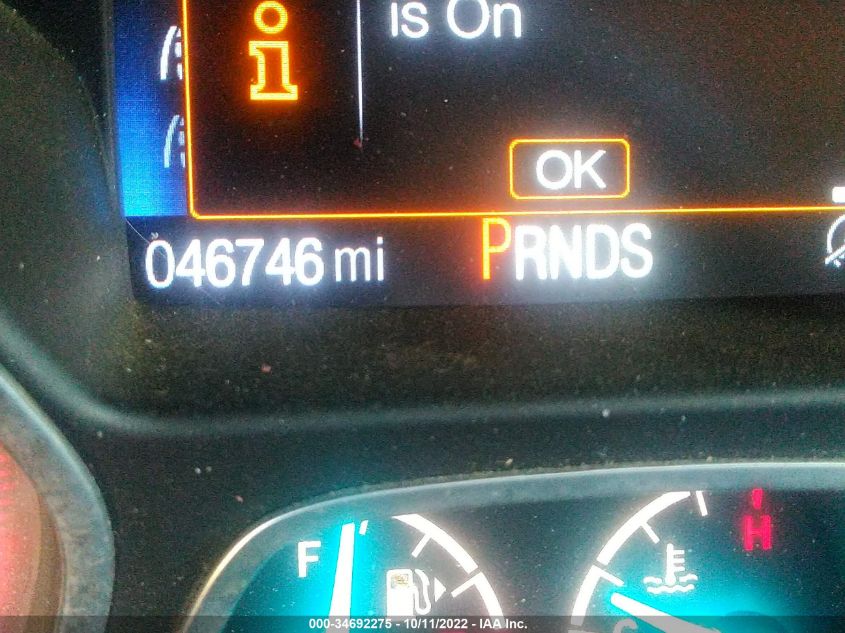 is On
OK
046746 mi PRNDS
F
H
C
000-34692275 - 10/11/2022 - IAA Inc.